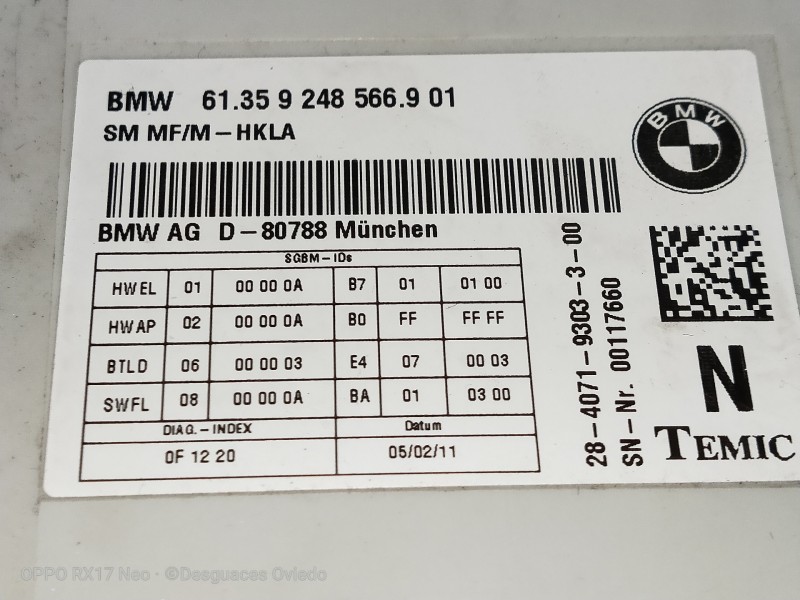 BMW 61.35 9 248 566.9 01
SM MF/M-HKLA
BMW
BMW AG D-80788 München
SGBM-IDs
HWEL 01 00 00 0A B7 01 01 00
HWAP 02 00 00 0A B0 FF FF FF
BTLD 06 00 00 03 E4 07 00 03
SWFL 08 00 00 0A BA 01 03 00
DIAG.-INDEX Datum
0F 12 20 05/02/11
28-4071-9303-3-00
SN-Nr. 00117660
N
TEMIC
OPPO RX17 Neo · ©Desguaces Oviedo